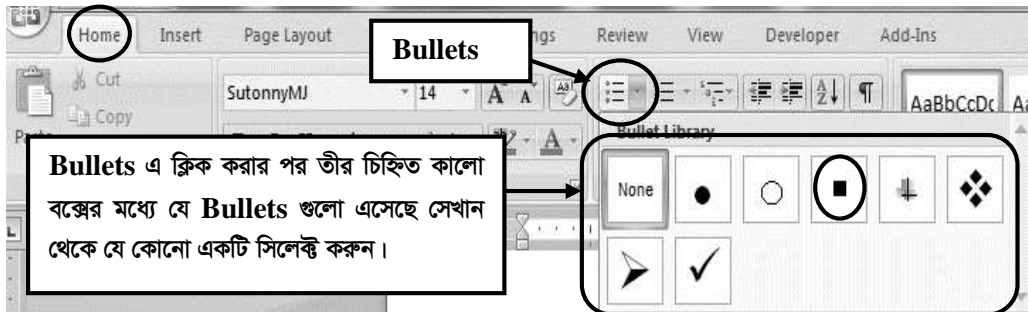 Home Insert Page Layout ngs Review View Developer Add-Ins
Bullets
Cut
Copy
SutonnyMJ 14 A A
AaBbCcDc
Bullet Library
None
Bullets এ ক্লিক করার পর তীর চিহ্নিত কালো
বক্সের মধ্যে যে Bullets গুলো এসেছে সেখান
থেকে যে কোনো একটি সিলেক্ট করুন।